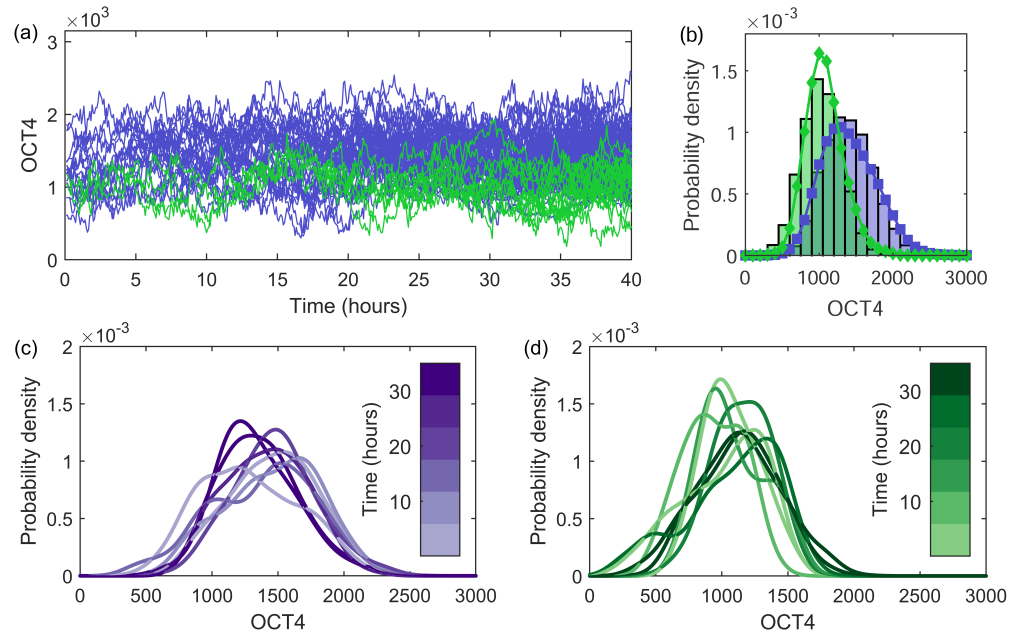 (a)
×10³
3
2
1
0
OCT4
0 5 10 15 20 25 30 35 40
Time (hours)
(b)
×10⁻³
1.5
1
0.5
0
Probability density
0 1000 2000 3000
OCT4
(c)
×10⁻³
2
1.5
1
0.5
0
Probability density
30
20
10
Time (hours)
0 500 1000 1500 2000 2500 3000
OCT4
(d)
×10⁻³
2
1.5
1
0.5
0
Probability density
30
20
10
Time (hours)
0 500 1000 1500 2000 2500 3000
OCT4